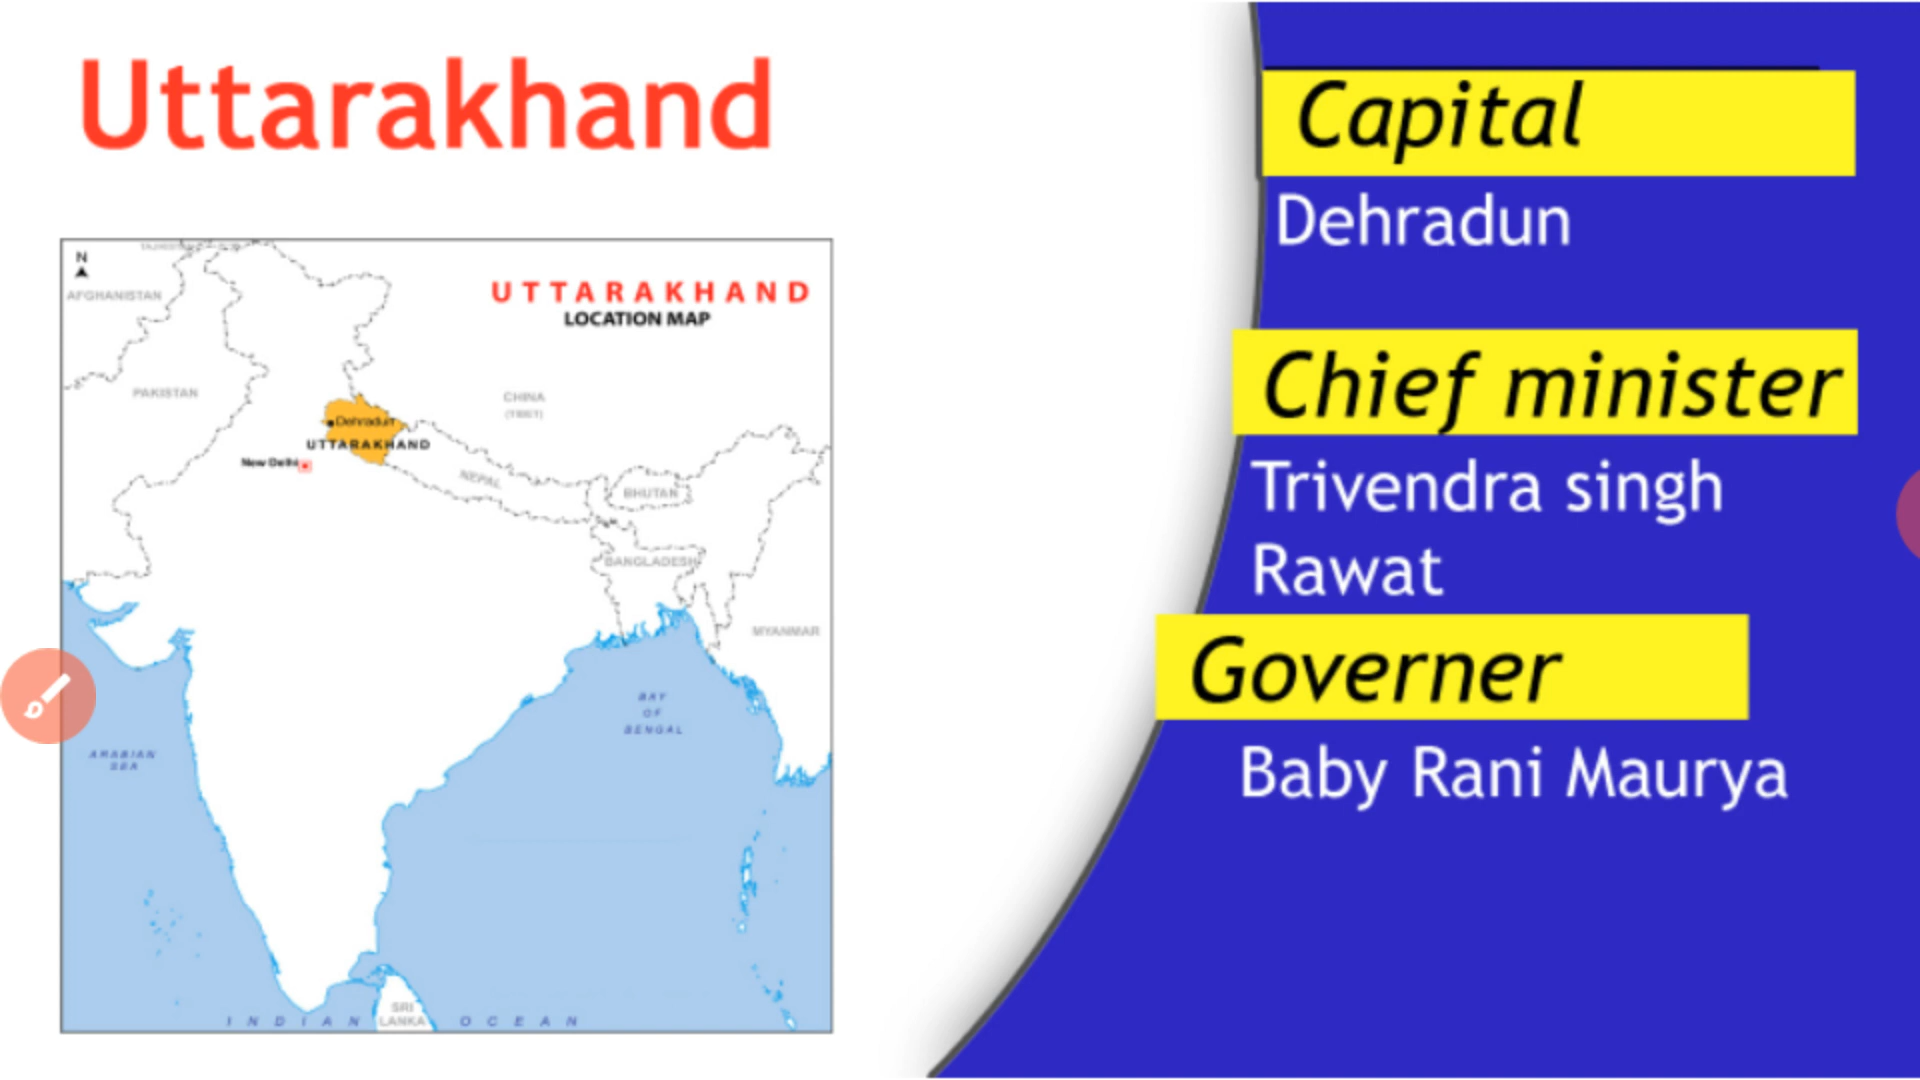 Uttarakhand
Capital
Dehradun
Chief minister
Trivendra singh
Rawat
Governer
Baby Rani Maurya
N
AFGHANISTAN
UTTARAKHAND
LOCATION MAP
PAKISTAN
CHINA
(TIBET)
Dehradun
UTTARAKHAND
New Delhi
NEPAL
BHUTAN
BANGLADESH
MYANMAR
BAY
OF
BENGAL
ARABIAN
SEA
SRI
LANKA
INDIAN OCEAN